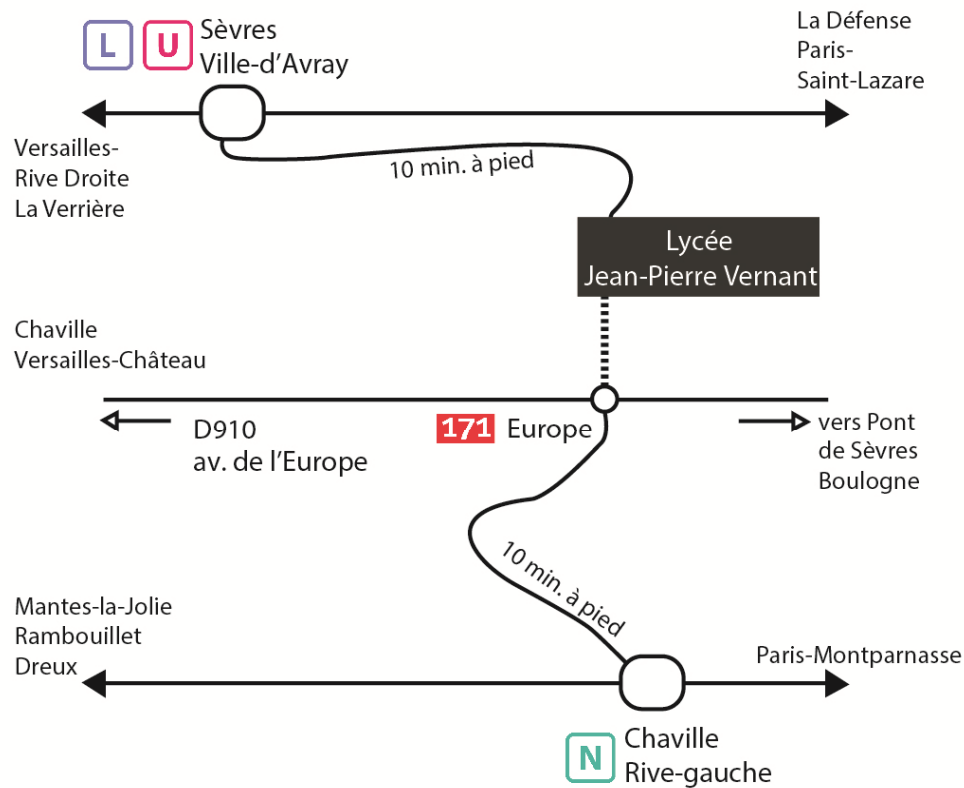 L U Sèvres
Ville-d'Avray
La Défense
Paris-
Saint-Lazare
Versailles-
Rive Droite
La Verrière
10 min. à pied
Lycée
Jean-Pierre Vernant
Chaville
Versailles-Château
D910
av. de l'Europe
171 Europe
vers Pont
de Sèvres
Boulogne
10 min. à pied
Mantes-la-Jolie
Rambouillet
Dreux
Paris-Montparnasse
N Chaville
Rive-gauche